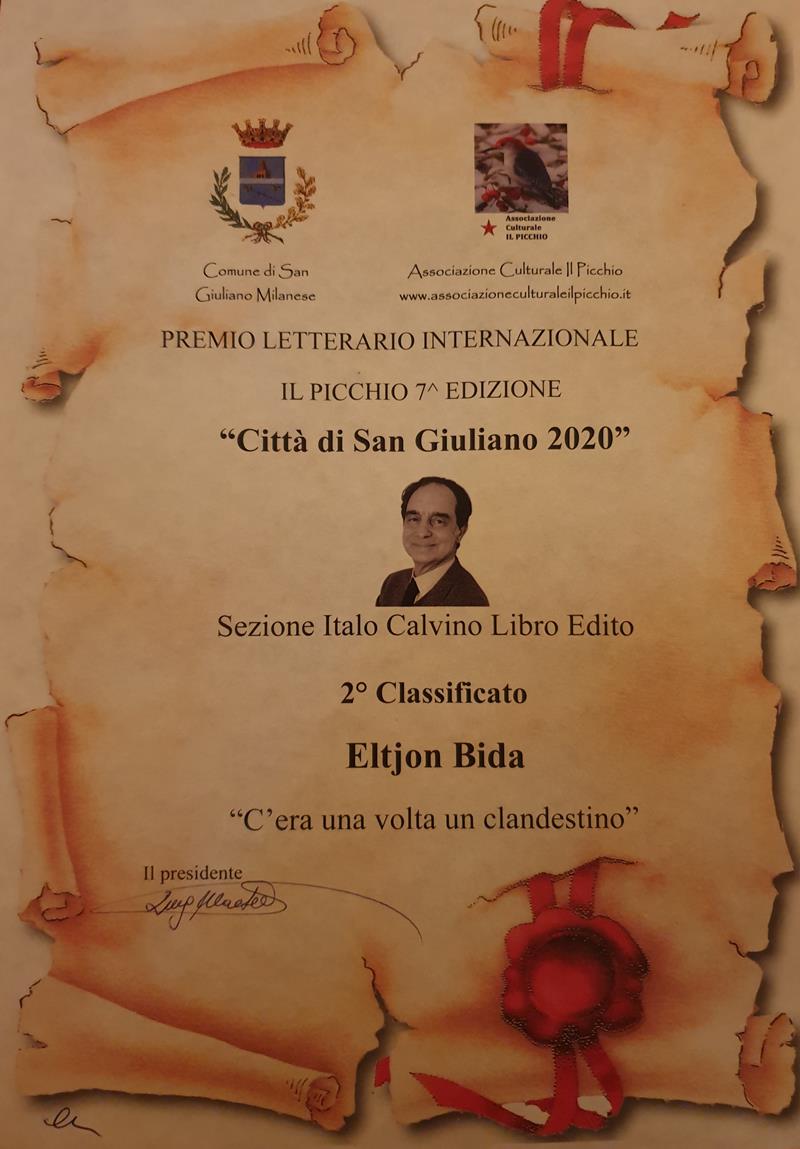 Associazione
Culturale
IL PICCHIO
Comune di San
Giuliano Milanese
Associazione Culturale Il Picchio
www.associazioneculturaleilpicchio.it
PREMIO LETTERARIO INTERNAZIONALE
IL PICCHIO 7^ EDIZIONE
“Città di San Giuliano 2020”
Sezione Italo Calvino Libro Edito
2° Classificato
Eltjon Bida
“C’era una volta un clandestino”
Il presidente